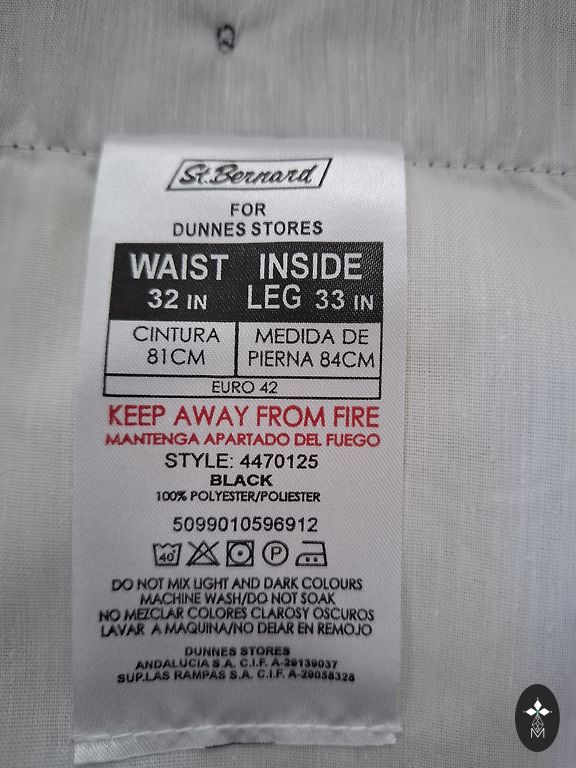 St.Bernard
FOR
DUNNES STORES
WAIST INSIDE
32 IN LEG 33 IN
CINTURA MEDIDA DE
81CM PIERNA 84CM
EURO 42
KEEP AWAY FROM FIRE
MANTENGA APARTADO DEL FUEGO
STYLE: 4470125
BLACK
100% POLYESTER/POLIESTER
5099010596912
40° P
DO NOT MIX LIGHT AND DARK COLOURS
MACHINE WASH/DO NOT SOAK
NO MEZCLAR COLORES CLAROSY OSCUROS
LAVAR A MAQUINA/NO DEJAR EN REMOJO
DUNNES STORES
ANDALUCIA S.A. C.I.F. A-29139037
SUP.LAS RAMPAS S.A. C.I.F. A-29058328
M